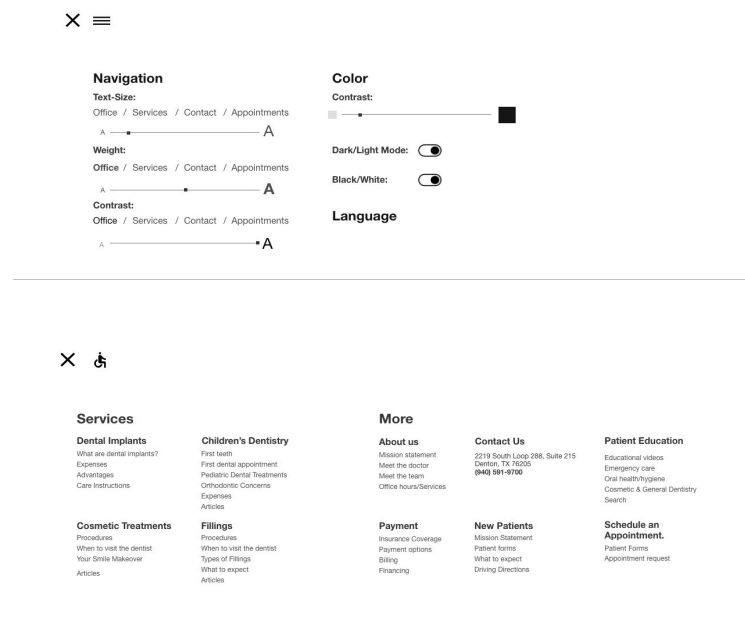 Navigation
Text-Size:
Office / Services / Contact / Appointments
A A
Weight:
Office / Services / Contact / Appointments
A A
Contrast:
Office / Services / Contact / Appointments
A A
Color
Contrast:
Dark/Light Mode:
Black/White:
Language
Services
Dental Implants
What are dental implants?
Expenses
Advantages
Care Instructions
Children's Dentistry
First teeth
First dental appointment
Pediatric Dental Treatments
Orthodontic Concerns
Expenses
Articles
Cosmetic Treatments
Procedures
When to visit the dentist
Your Smile Makeover
Articles
Fillings
Procedures
When to visit the dentist
Types of Fillings
What to expect
Articles
More
About us
Mission statement
Meet the doctor
Meet the team
Office hours/Services
Contact Us
2219 South Loop 288, Suite 215
Denton, TX 76205
(940) 591-9700
Patient Education
Educational videos
Emergency care
Oral health/hygiene
Cosmetic & General Dentistry
Search
Payment
Insurance Coverage
Payment options
Billing
Financing
New Patients
Mission Statement
Patient forms
What to expect
Driving Directions
Schedule an
Appointment.
Patient Forms
Appointment request